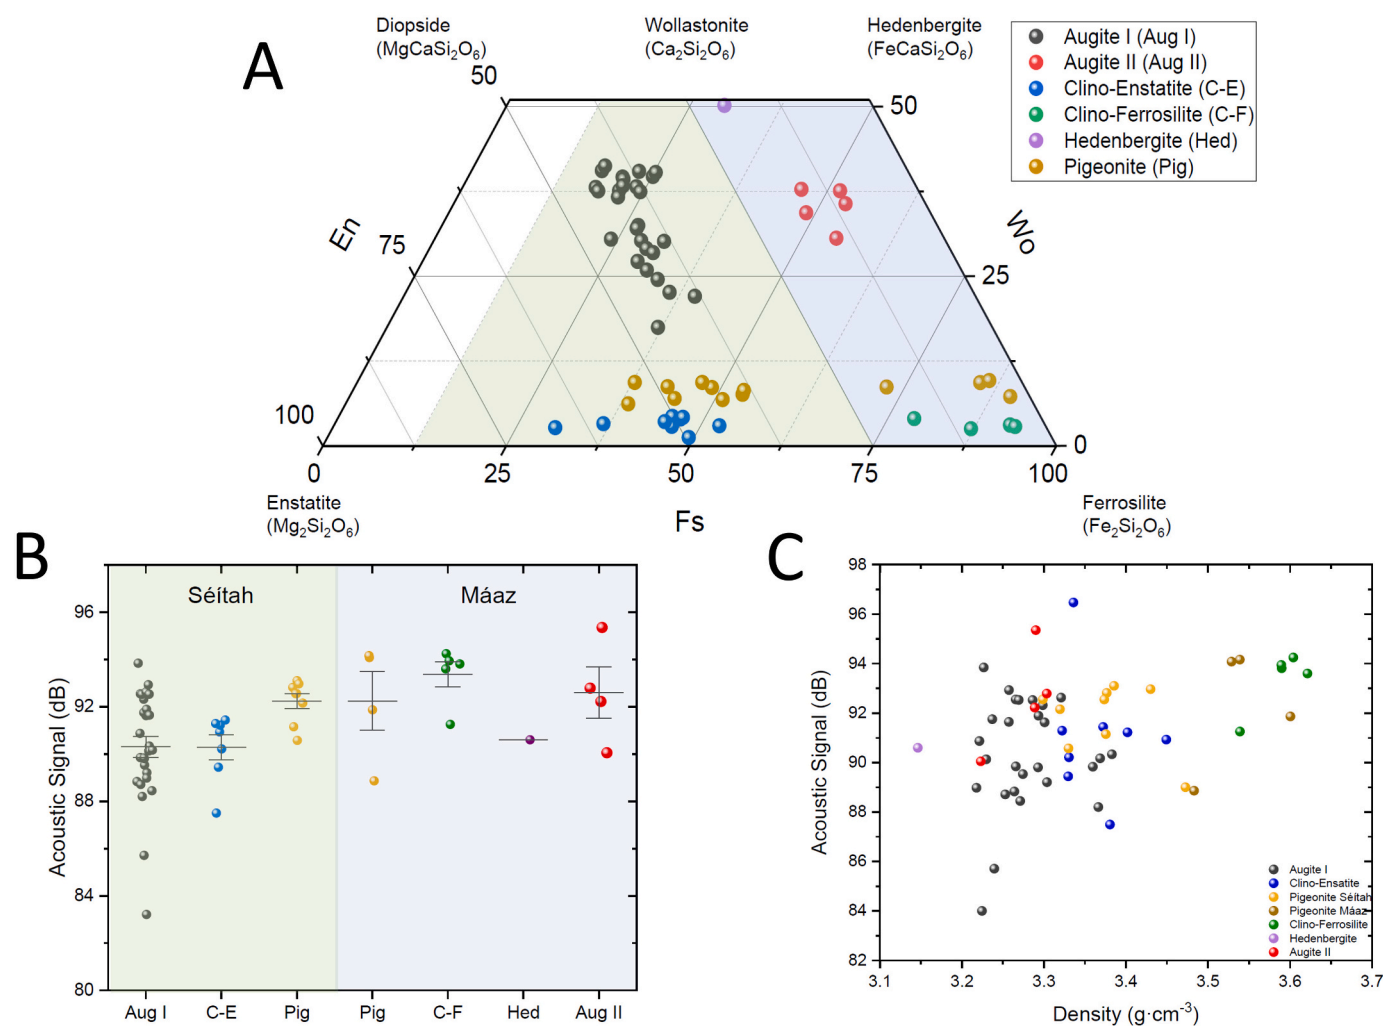 Diopside
(MgCaSi2O6)
Wollastonite
(Ca2Si2O6)
Hedenbergite
(FeCaSi2O6)
A
Augite I (Aug I)
Augite II (Aug II)
Clino-Enstatite (C-E)
Clino-Ferrosilite (C-F)
Hedenbergite (Hed)
Pigeonite (Pig)
50
50
En
Wo
75
25
100
0
0
25
50
75
100
Enstatite
(Mg2Si2O6)
Fs
Ferrosilite
(Fe2Si2O6)
B
Séítah
Máaz
Acoustic Signal (dB)
96
92
88
84
80
Aug I
C-E
Pig
Pig
C-F
Hed
Aug II
C
Acoustic Signal (dB)
98
96
94
92
90
88
86
84
82
Augite I
Clino-Ensatite
Pigeonite Séítah
Pigeonite Máaz
Clino-Ferrosilite
Hedenbergite
Augite II
3.1
3.2
3.3
3.4
3.5
3.6
3.7
Density (g·cm-3)